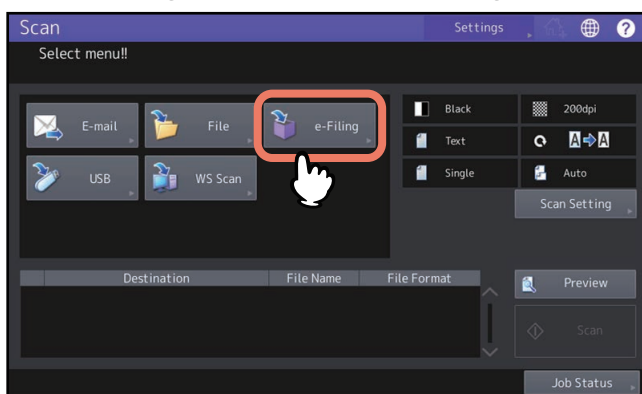 Scan
Settings
?
Select menu!!
E-mail
File
e-Filing
USB
WS Scan
Black
200dpi
Text
A A
Single
Auto
Scan Setting
Destination File Name File Format
Preview
Scan
Job Status